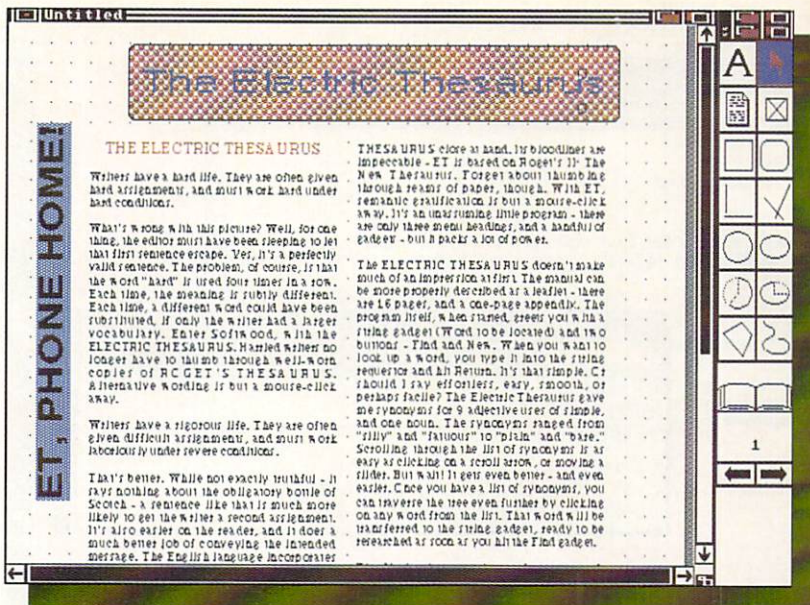 Untitled
The Electric Thesaurus
ET, PHONE HOME!
THE ELECTRIC THESAURUS
Writers have a hard life. They are often given
hard assignments, and must work hard under
hard conditions.
What's wrong with this picture? Well, for one
thing, the editor must have been sleeping to let
that first sentence escape. Yes, it's a perfectly
valid sentence. The problem, of course, is that
the word "hard" is used four times in a row.
Each time, the meaning is subtly different.
Each time, a different word could have been
substituted, if only the writer had a larger
vocabulary. Enter Softwood, with the
ELECTRIC THESAURUS. Harried writers no
longer have to thumb through well-worn
copies of ROGET'S THESAURUS.
Alternative wording is but a mouse-click
away.
Writers have a rigorous life. They are often
given difficult assignments, and must work
laboriously under severe conditions.
That's better. While not exactly truthful - it
says nothing about the obligatory bottle of
Scotch - a sentence like that is much more
likely to get the writer a second assignment.
It's also easier on the reader, and it does a
much better job of conveying the intended
message. The English language incorporates
THESAURUS close at hand. Its bloodlines are
impeccable - ET is based on Roget's II: The
New Thesaurus. Forget about thumbing
through reams of paper, though. With ET,
semantic gratification is but a mouse-click
away. It's an unassuming little program - there
are only three menu headings, and a handful of
gadgets - but it packs a lot of power.
The ELECTRIC THESAURUS doesn't make
much of an impression at first. The manual can
be more properly described as a leaflet - there
are 16 pages, and a one-page appendix. The
program itself, when started, greets you with a
string gadget (Word to be located) and two
buttons - Find and New. When you want to
look up a word, you type it into the string
requestor and hit Return. It's that simple. Or
should I say effortless, easy, smooth, or
perhaps facile? The Electric Thesaurus gave
me synonyms for 9 adjective uses of simple,
and one noun. The synonyms ranged from
"silly" and "fatuous" to "plain" and "bare."
Scrolling through the list of synonyms is as
easy as clicking on a scroll arrow, or moving a
slider. But wait! It gets even better - and even
easier. Once you have a list of synonyms, you
can traverse the tree even further by clicking
on any word from the list. That word will be
transferred to the string gadget, ready to be
researched as soon as you hit the Find gadget.
A
1